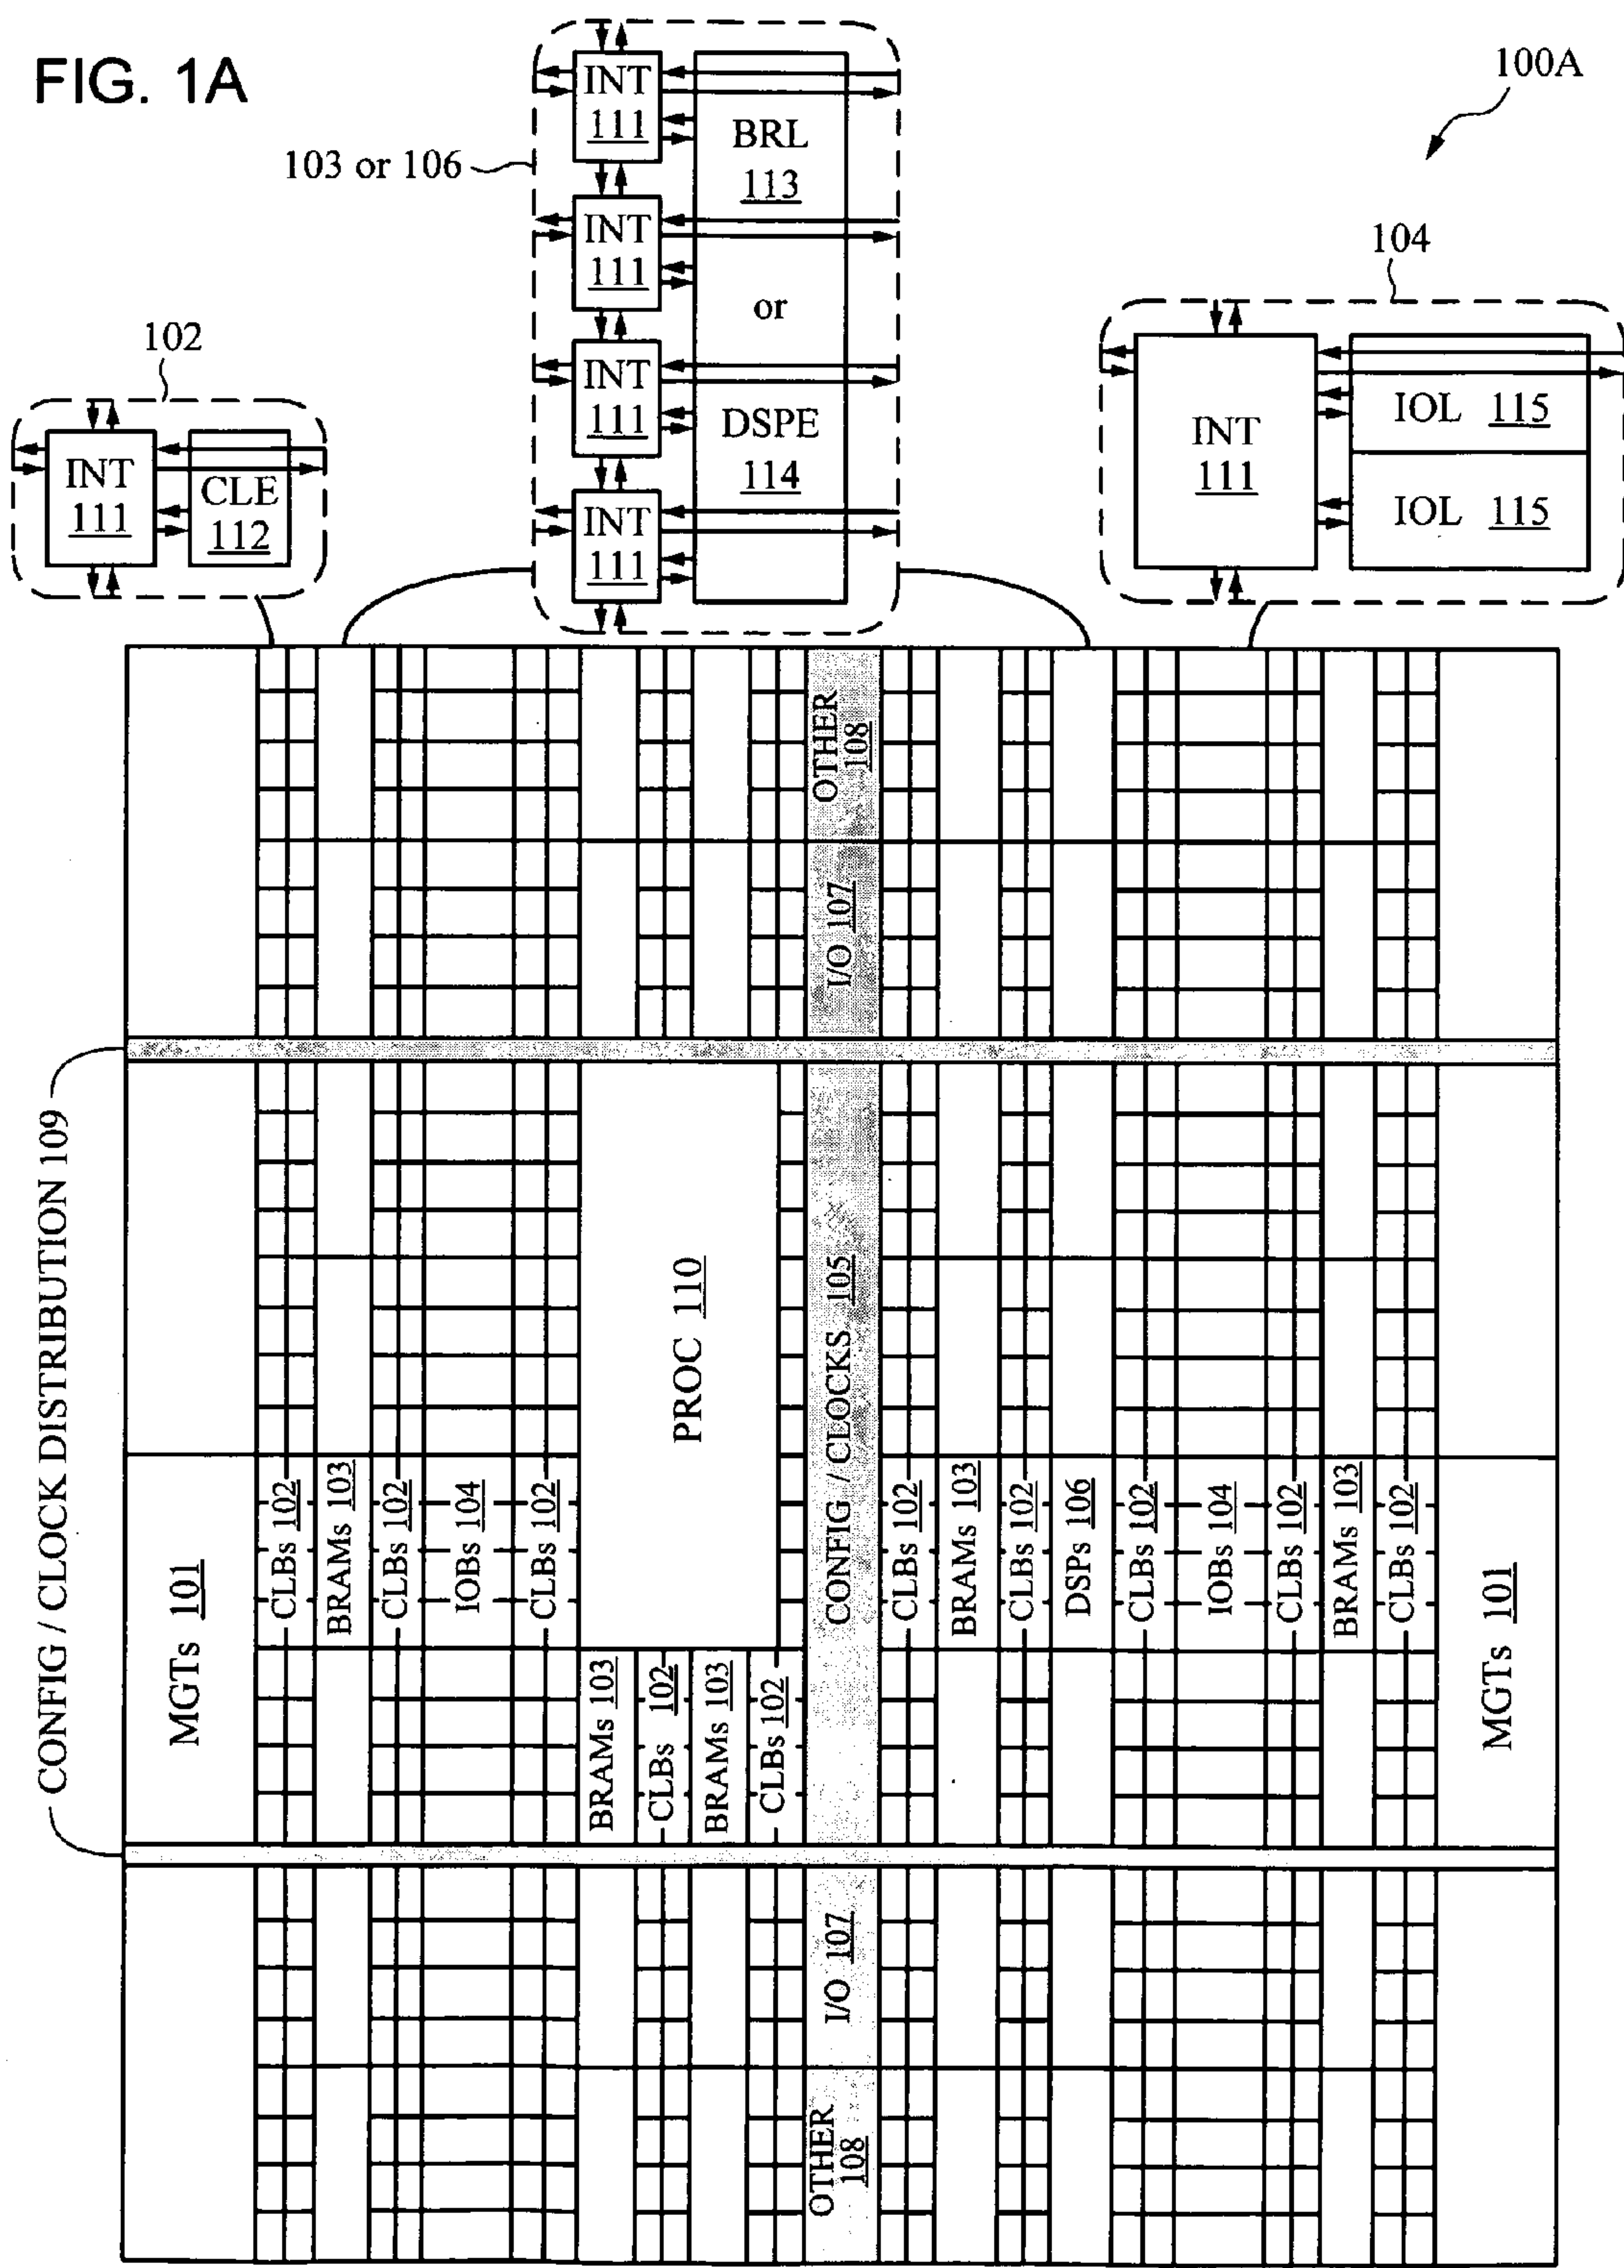 FIG. 1A
100A
103 or 106
INT
111
INT
111
INT
111
INT
111
BRL
113
or
DSPE
114
104
INT
111
IOL 115
IOL 115
102
INT
111
CLE
112
OTHER
108
I/O 107
CONFIG / CLOCK DISTRIBUTION 109
PROC 110
CONFIG / CLOCKS 105
MGTs 101
CLBs 102
BRAMs 103
CLBs 102
IOBs 104
CLBs 102
BRAMs 103
CLBs 102
BRAMs 103
CLBs 102
CLBs 102
BRAMs 103
CLBs 102
DSPs 106
CLBs 102
IOBs 104
CLBs 102
BRAMs 103
CLBs 102
MGTs 101
I/O 107
OTHER
108